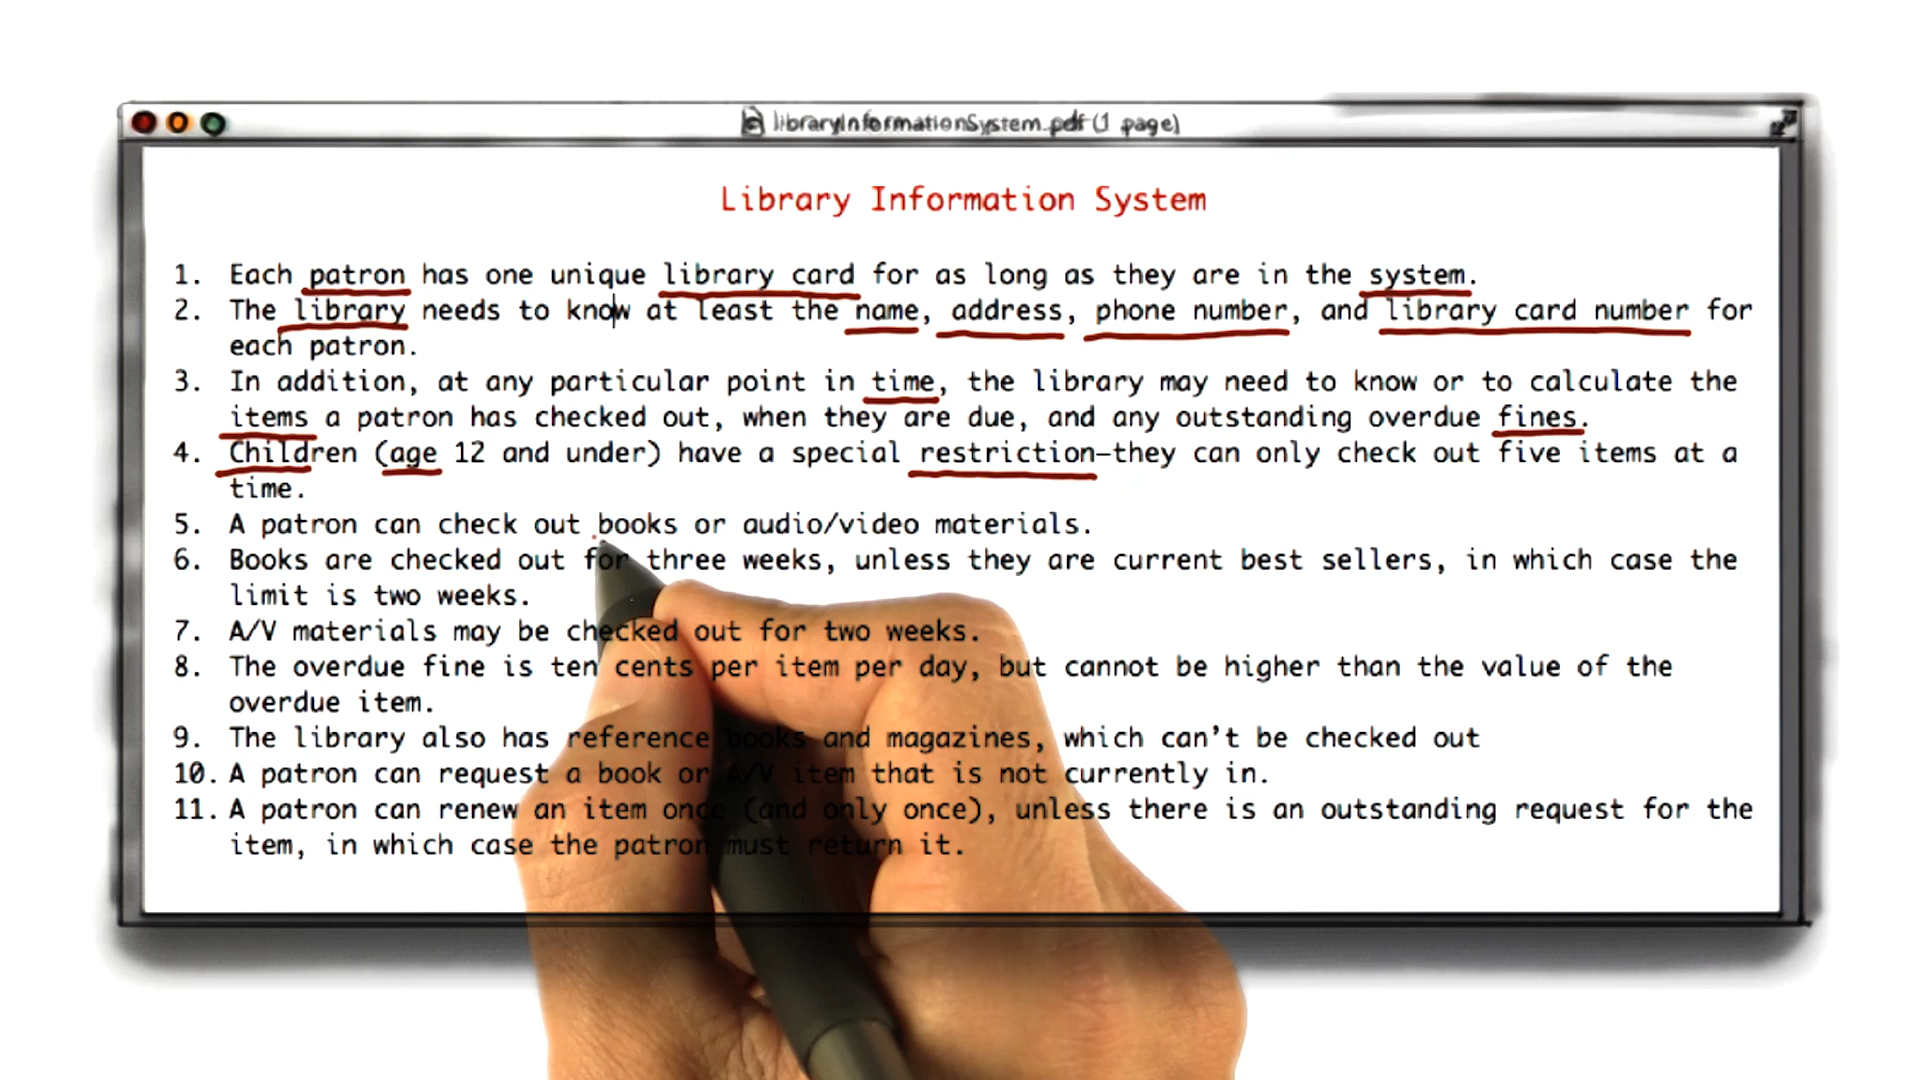 libraryInformationSystem.pdf (1 page)
Library Information System
1. Each patron has one unique library card for as long as they are in the system.
2. The library needs to know at least the name, address, phone number, and library card number for
each patron.
3. In addition, at any particular point in time, the library may need to know or to calculate the
items a patron has checked out, when they are due, and any outstanding overdue fines.
4. Children (age 12 and under) have a special restriction—they can only check out five items at a
time.
5. A patron can check out books or audio/video materials.
6. Books are checked out for three weeks, unless they are current best sellers, in which case the
limit is two weeks.
7. A/V materials may be checked out for two weeks.
8. The overdue fine is ten cents per item per day, but cannot be higher than the value of the
overdue item.
9. The library also has reference books and magazines, which can't be checked out
10. A patron can request a book or A/V item that is not currently in.
11. A patron can renew an item once (and only once), unless there is an outstanding request for the
item, in which case the patron must return it.